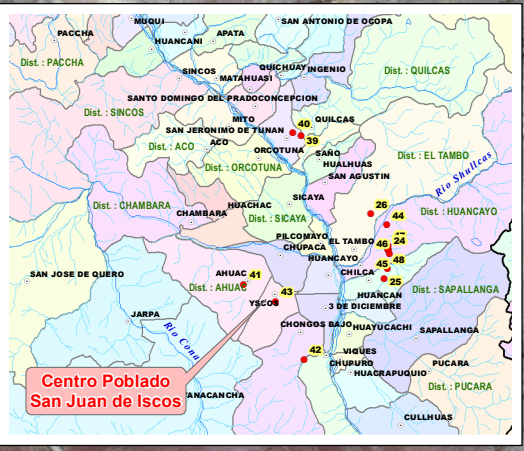 MUQUI
SAN ANTONIO DE OCOPA
PACCHA
APATA
HUANCANI
Dist. : PACCHA
SINCOS
QUICHUAY
INGENIO
MATAHUASI
Dist. : QUILCAS
SANTO DOMINGO DEL PRADO
CONCEPCION
Dist. : SINCOS
MITO
40
QUILCAS
SAN JERONIMO DE TUNAN
39
Dist. : ACO
ACO
ORCOTUNA
SAÑO
Dist. : EL TAMBO
Dist. : ORCOTUNA
HUALHUAS
SAN AGUSTIN
Río Shullcas
Dist. : CHAMBARA
HUACHAC
SICAYA
26
CHAMBARA
Dist. : SICAYA
44
Dist. : HUANCAYO
PILCOMAYO
EL TAMBO
46
24
CHUPACA
HUANCAYO
45
48
SAN JOSE DE QUERO
AHUAC
41
CHILCA
25
Dist. : AHUAC
43
HUANCAN
Dist. : SAPALLANGA
YSCOS
3 DE DICIEMBRE
JARPA
Río Cona
CHONGOS BAJO
HUAYUCACHI
SAPALLANGA
42
VIQUES
CHUPURO
PUCARA
Centro Poblado
San Juan de Iscos
HUACRAPUQUIO
Dist. : PUCARA
YANACANCHA
CULLHUAS